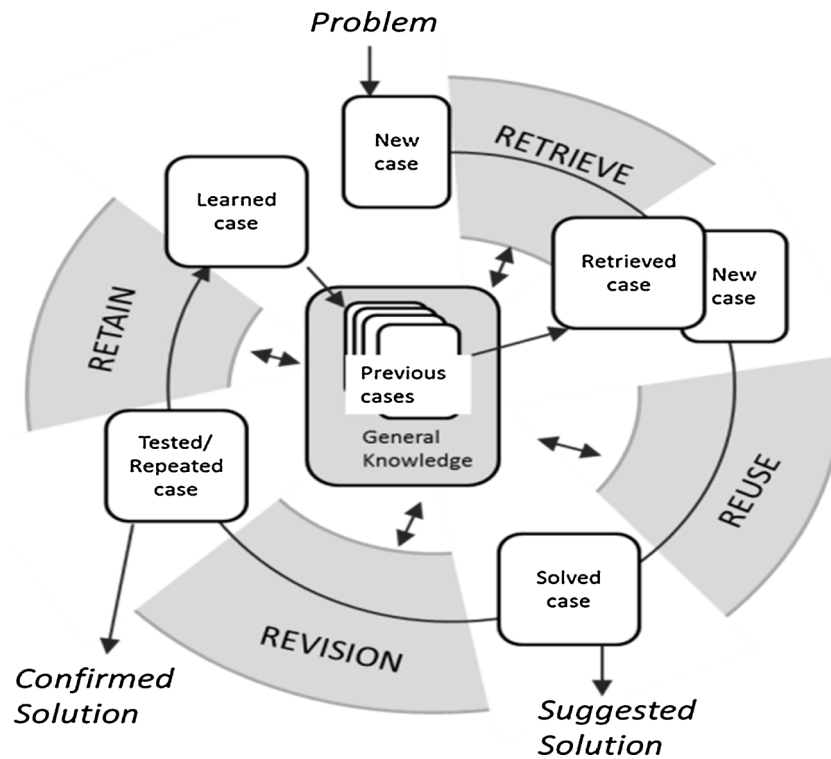 Problem
New
case
RETRIEVE
Learned
case
Retrieved
case
New
case
RETAIN
Previous
cases
General
Knowledge
Tested/
Repeated
case
REUSE
Solved
case
REVISION
Confirmed
Solution
Suggested
Solution